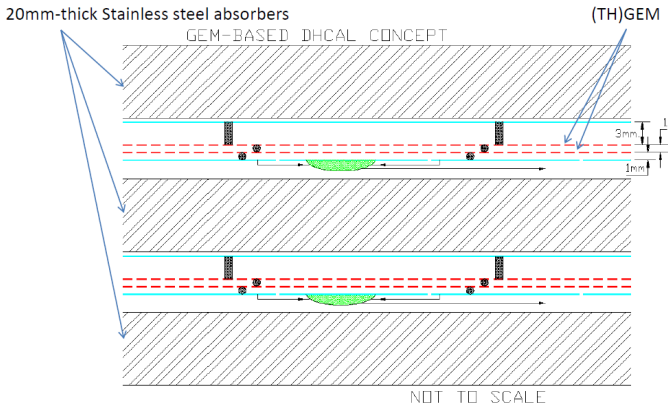 20mm-thick Stainless steel absorbers
(TH)GEM
GEM-BASED DHCAL CONCEPT
1
3mm
1mm
NOT TO SCALE